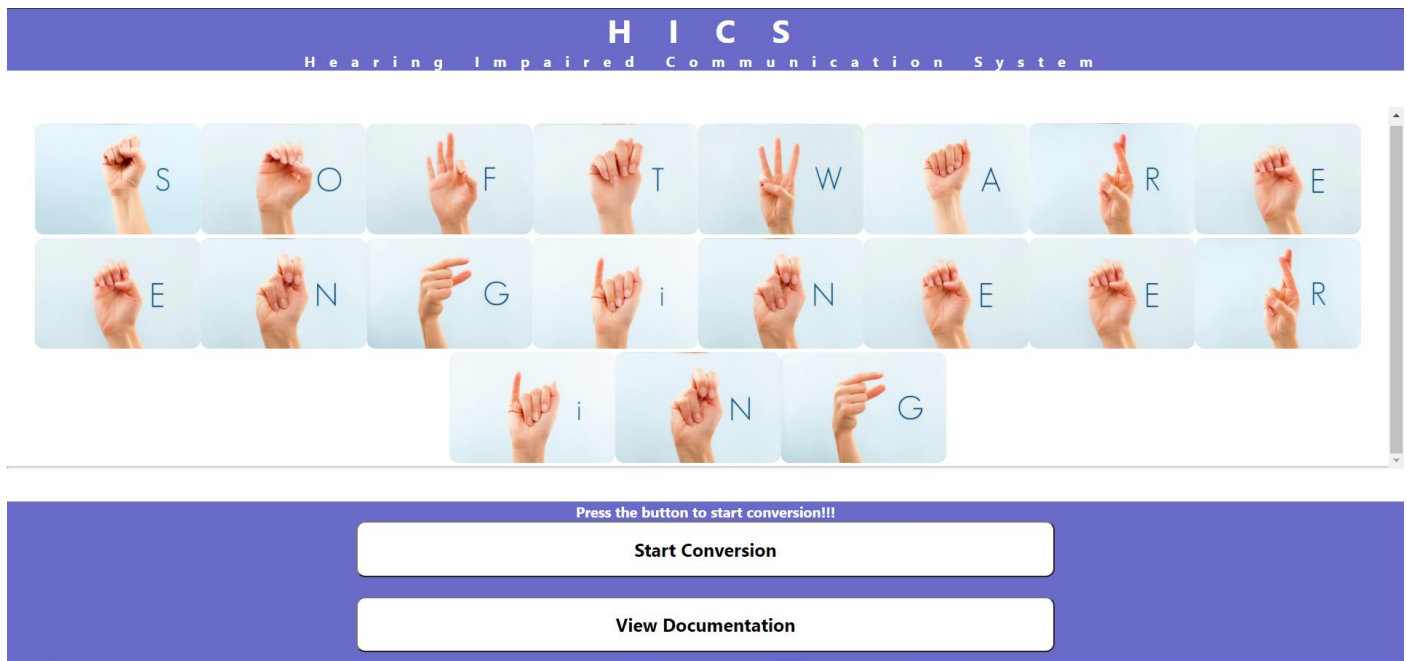 H I C S
Hearing Impaired Communication System
S O F T W A R E
E N G i N E E R
i N G
Press the button to start conversion!!!
Start Conversion
View Documentation